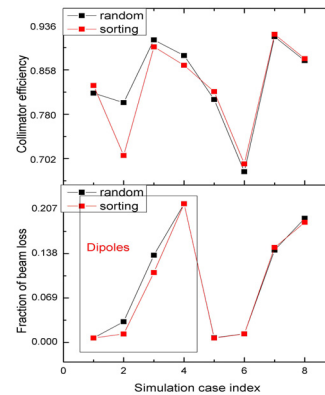 random
sorting
Collimator efficiency
0.936
0.858
0.780
0.702
random
sorting
Dipoles
Fraction of beam loss
0.207
0.138
0.069
0.000
0 2 4 6 8
Simulation case index